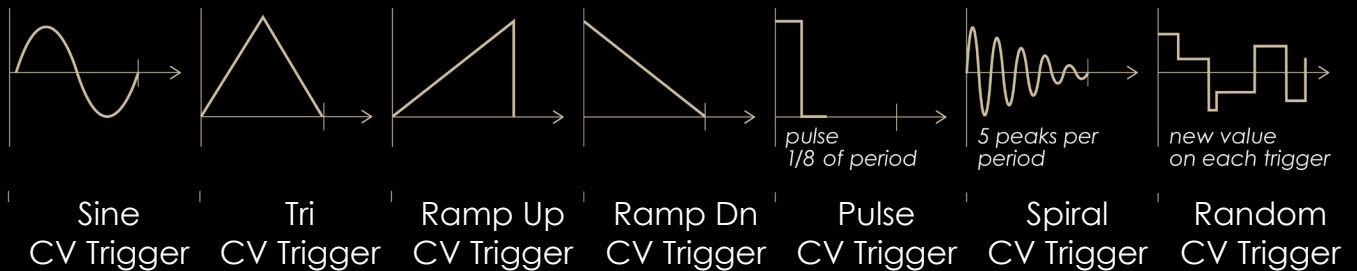 pulse
1/8 of period
5 peaks per
period
new value
on each trigger
Sine
CV Trigger
Tri
CV Trigger
Ramp Up
CV Trigger
Ramp Dn
CV Trigger
Pulse
CV Trigger
Spiral
CV Trigger
Random
CV Trigger